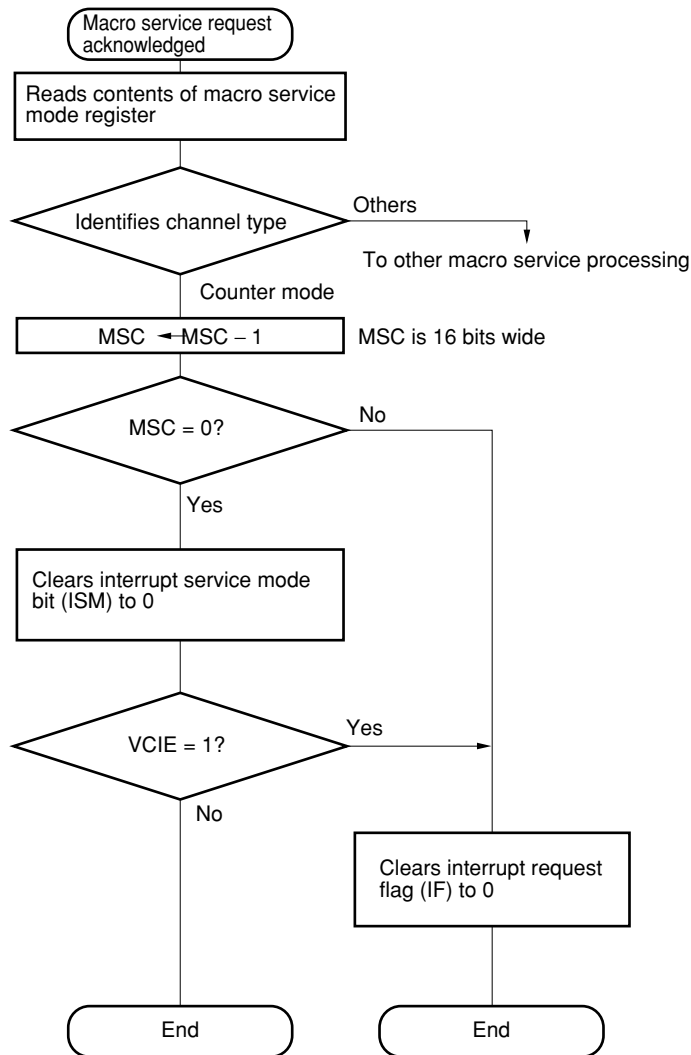 Macro service request
acknowledged
Reads contents of macro service
mode register
Identifies channel type
Others
To other macro service processing
Counter mode
MSC ← MSC – 1
MSC is 16 bits wide
MSC = 0?
No
Yes
Clears interrupt service mode
bit (ISM) to 0
VCIE = 1?
Yes
No
Clears interrupt request
flag (IF) to 0
End
End